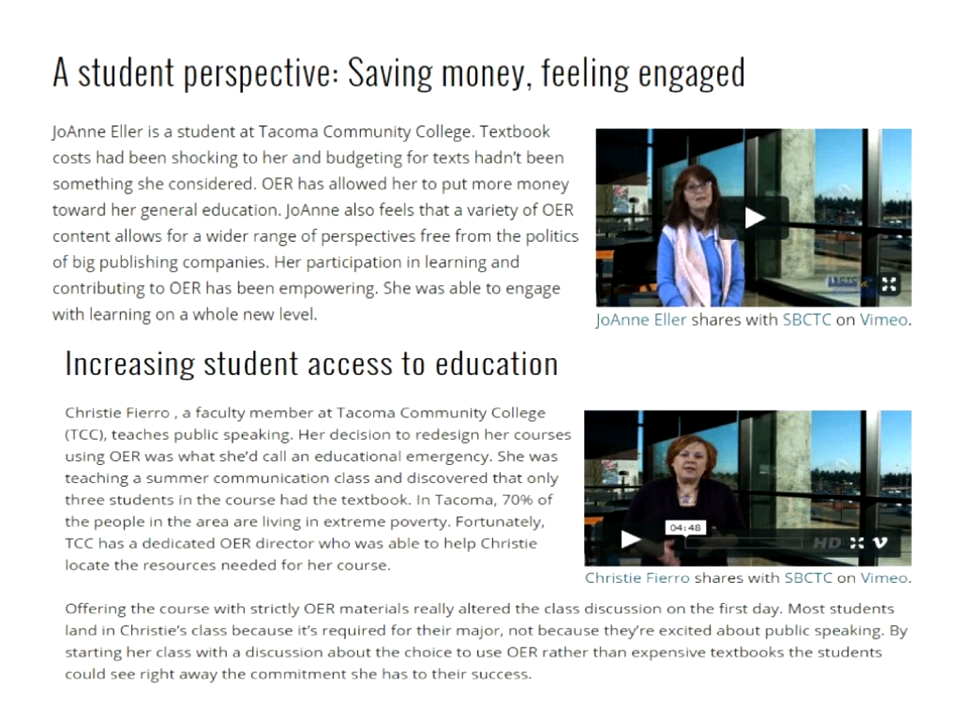 A student perspective: Saving money, feeling engaged
JoAnne Eller is a student at Tacoma Community College. Textbook
costs had been shocking to her and budgeting for texts hadn't been
something she considered. OER has allowed her to put more money
toward her general education. JoAnne also feels that a variety of OER
content allows for a wider range of perspectives free from the politics
of big publishing companies. Her participation in learning and
contributing to OER has been empowering. She was able to engage
with learning on a whole new level.
JoAnne Eller shares with SBCTC on Vimeo.
Increasing student access to education
Christie Fierro , a faculty member at Tacoma Community College
(TCC), teaches public speaking. Her decision to redesign her courses
using OER was what she'd call an educational emergency. She was
teaching a summer communication class and discovered that only
three students in the course had the textbook. In Tacoma, 70% of
the people in the area are living in extreme poverty. Fortunately,
TCC has a dedicated OER director who was able to help Christie
locate the resources needed for her course.
04:48
HD
Christie Fierro shares with SBCTC on Vimeo.
Offering the course with strictly OER materials really altered the class discussion on the first day. Most students
land in Christie's class because it's required for their major, not because they're excited about public speaking. By
starting her class with a discussion about the choice to use OER rather than expensive textbooks the students
could see right away the commitment she has to their success.